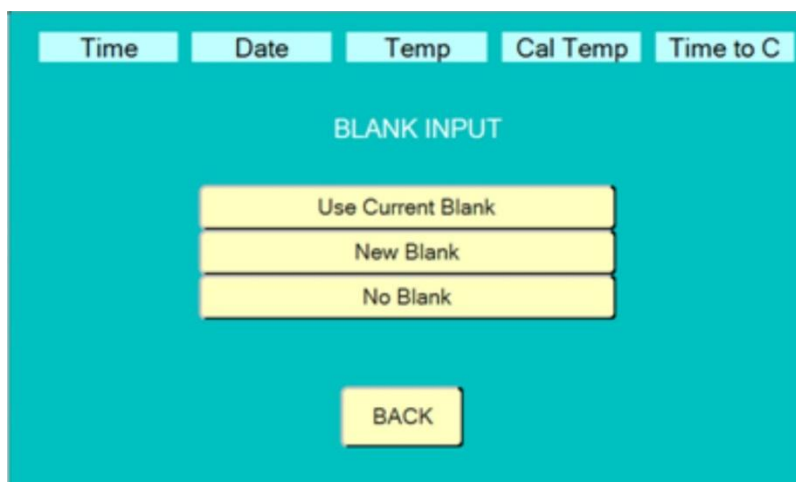 Time Date Temp Cal Temp Time to C
BLANK INPUT
Use Current Blank
New Blank
No Blank
BACK